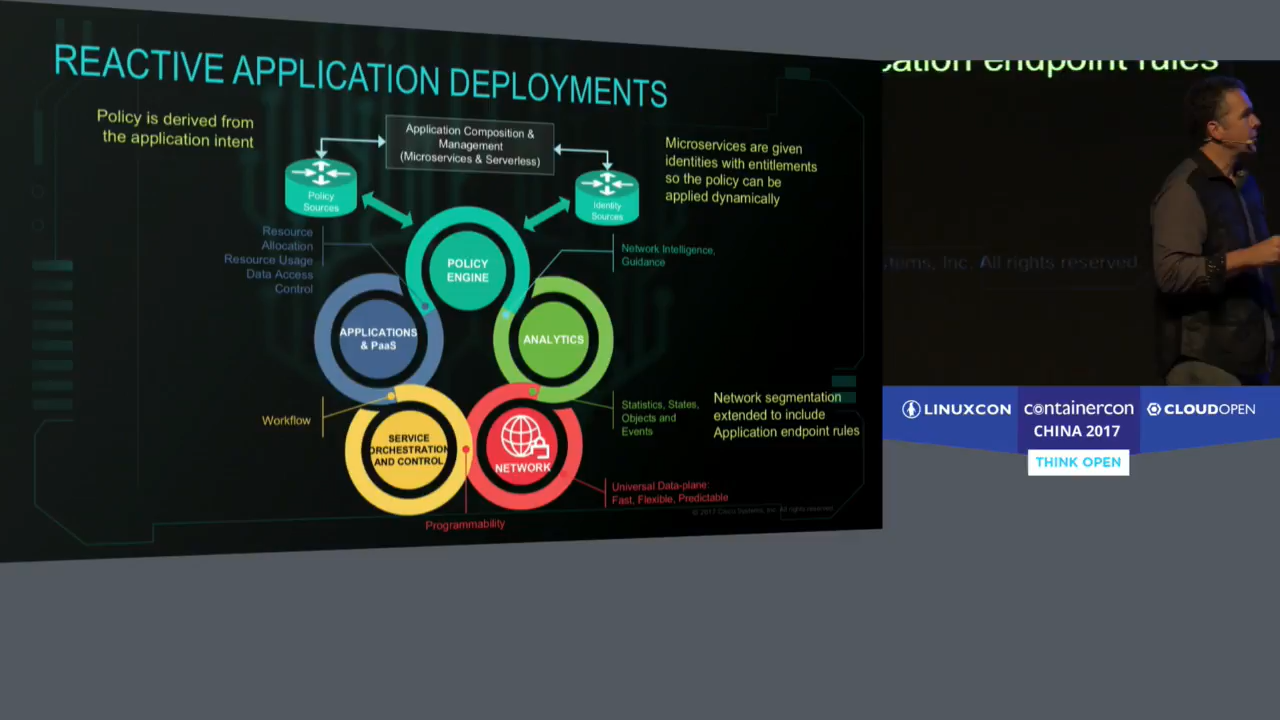 REACTIVE APPLICATION DEPLOYMENTS
Policy is derived from
the application intent
Application Composition &
Management
(Microservices & Serverless)
Microservices are given
identities with entitlements
so the policy can be
applied dynamically
Policy
Sources
Identity
Sources
Resource
Allocation
Resource Usage
Data Access
Control
POLICY
ENGINE
Network Intelligence,
Guidance
APPLICATIONS
& PaaS
ANALYTICS
Workflow
Statistics, States,
Objects and
Events
Network segmentation
extended to include
Application endpoint rules
SERVICE
ORCHESTRATION
AND CONTROL
NETWORK
Universal Data-plane:
Fast, Flexible, Predictable
Programmability
© 2017 Cisco Systems, Inc. All rights reserved.
cation endpoint rules
stems, Inc. All rights reserved.
LINUXCON
containercon
CLOUDOPEN
CHINA 2017
THINK OPEN